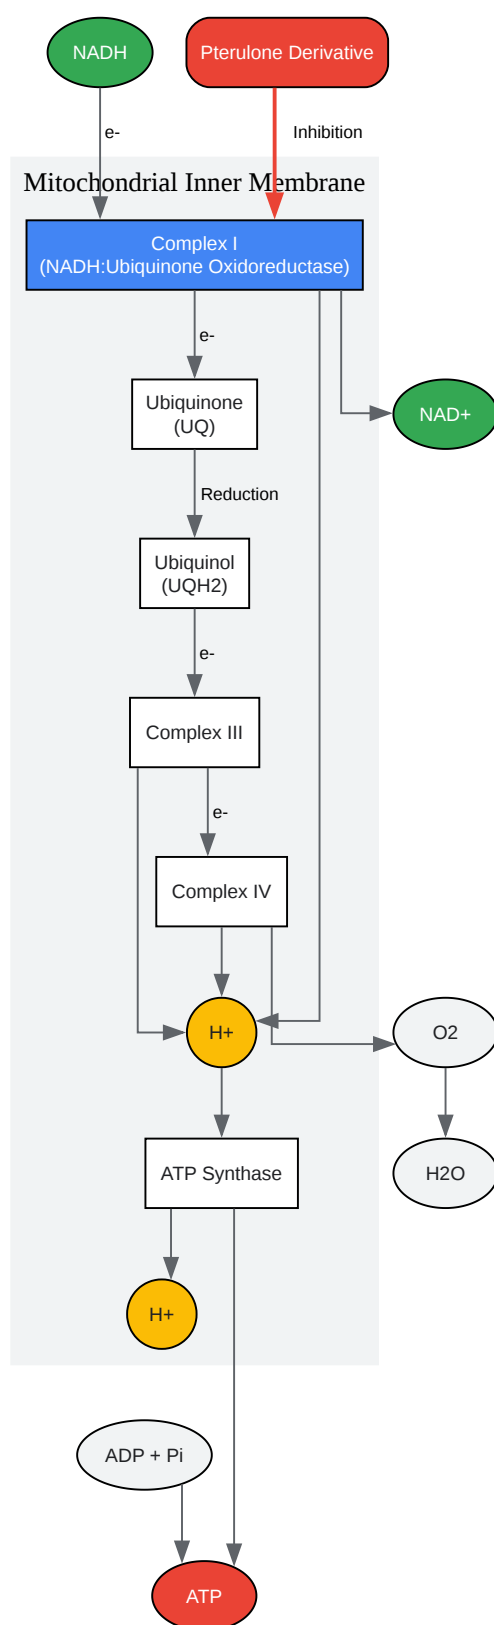 NADH
Pterulone Derivative
e-
Inhibition
Mitochondrial Inner Membrane
Complex I
(NADH:Ubiquinone Oxidoreductase)
e-
Ubiquinone
(UQ)
NAD+
Reduction
Ubiquinol
(UQH2)
e-
Complex III
e-
Complex IV
H+
O2
ATP Synthase
H2O
H+
ADP + Pi
ATP